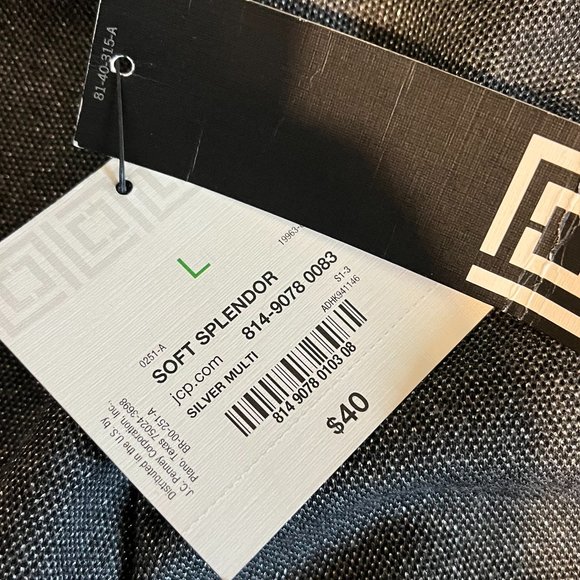 81-40-315-A
L
19963-
0251-A
SOFT SPLENDOR
814-9078 0083
jcp.com
S1-3
SILVER MULTI
ADHK941146
814 9078 0103 08
$40
Distributed in the U.S. by
J.C. Penney Corporation, Inc.,
Plano, Texas 75024-3698
BR-00-251-A